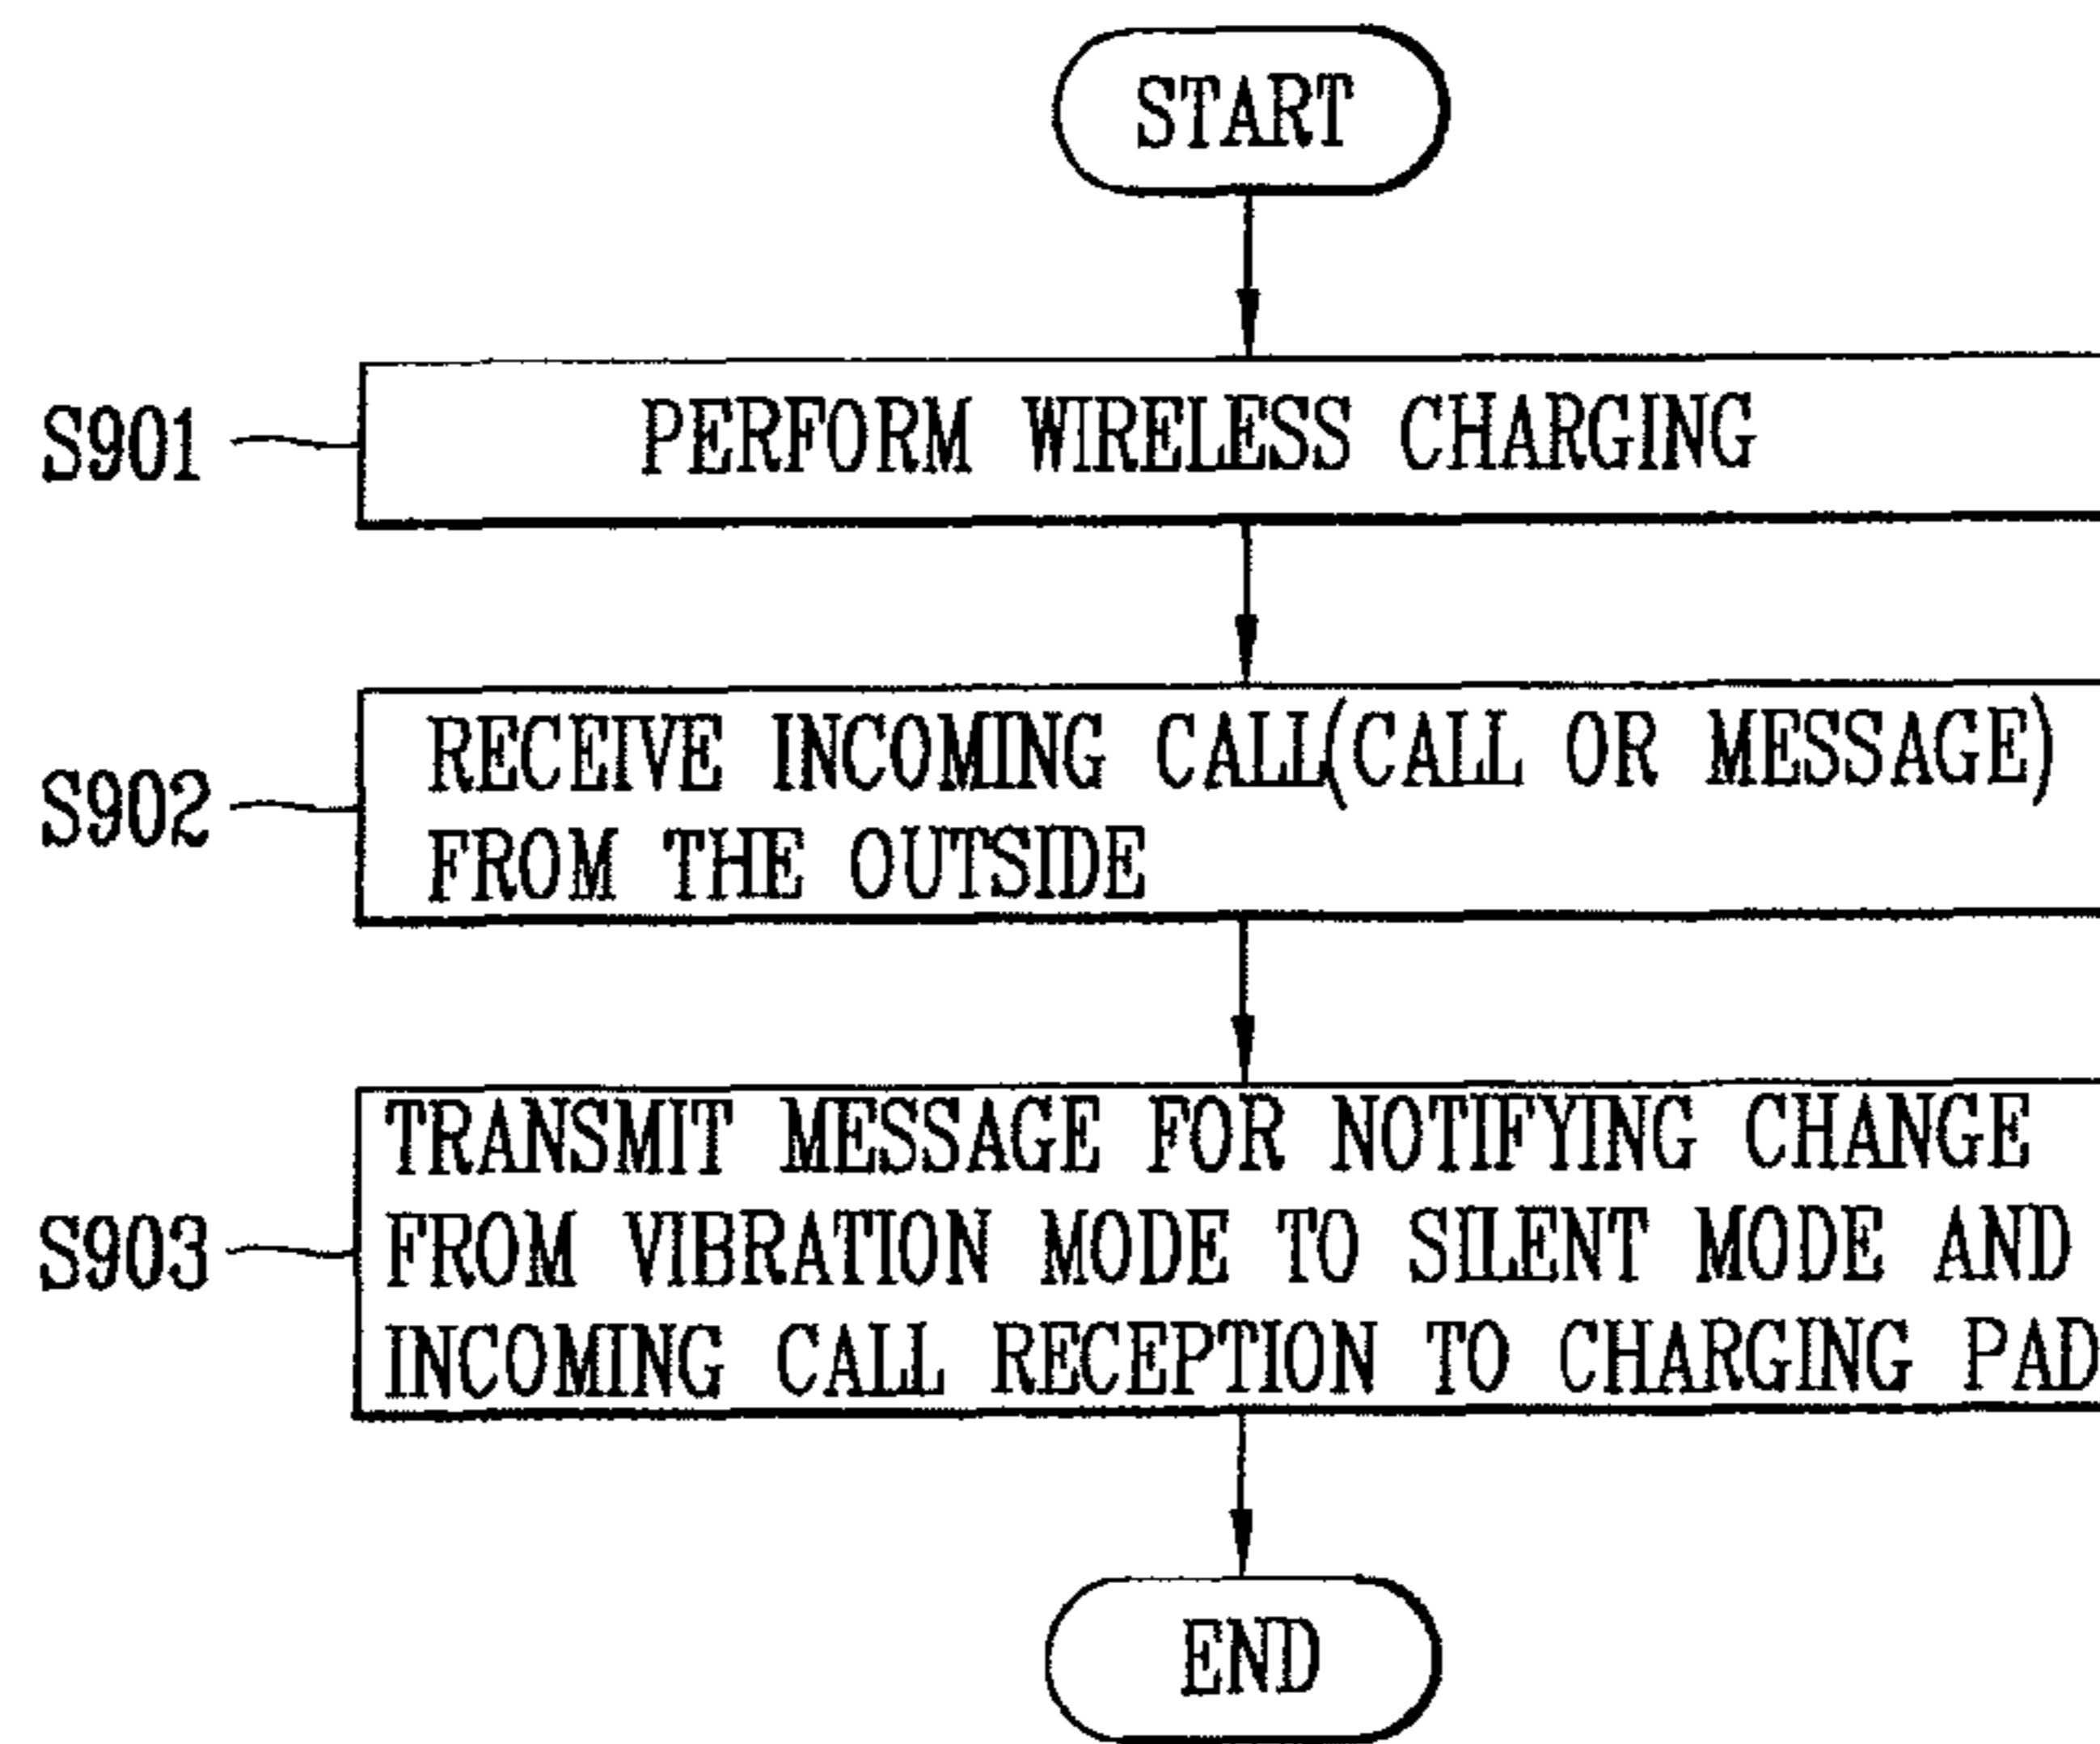 START
S901
PERFORM WIRELESS CHARGING
S902
RECEIVE INCOMING CALL(CALL OR MESSAGE)
FROM THE OUTSIDE
S903
TRANSMIT MESSAGE FOR NOTIFYING CHANGE
FROM VIBRATION MODE TO SILENT MODE AND
INCOMING CALL RECEPTION TO CHARGING PAD
END